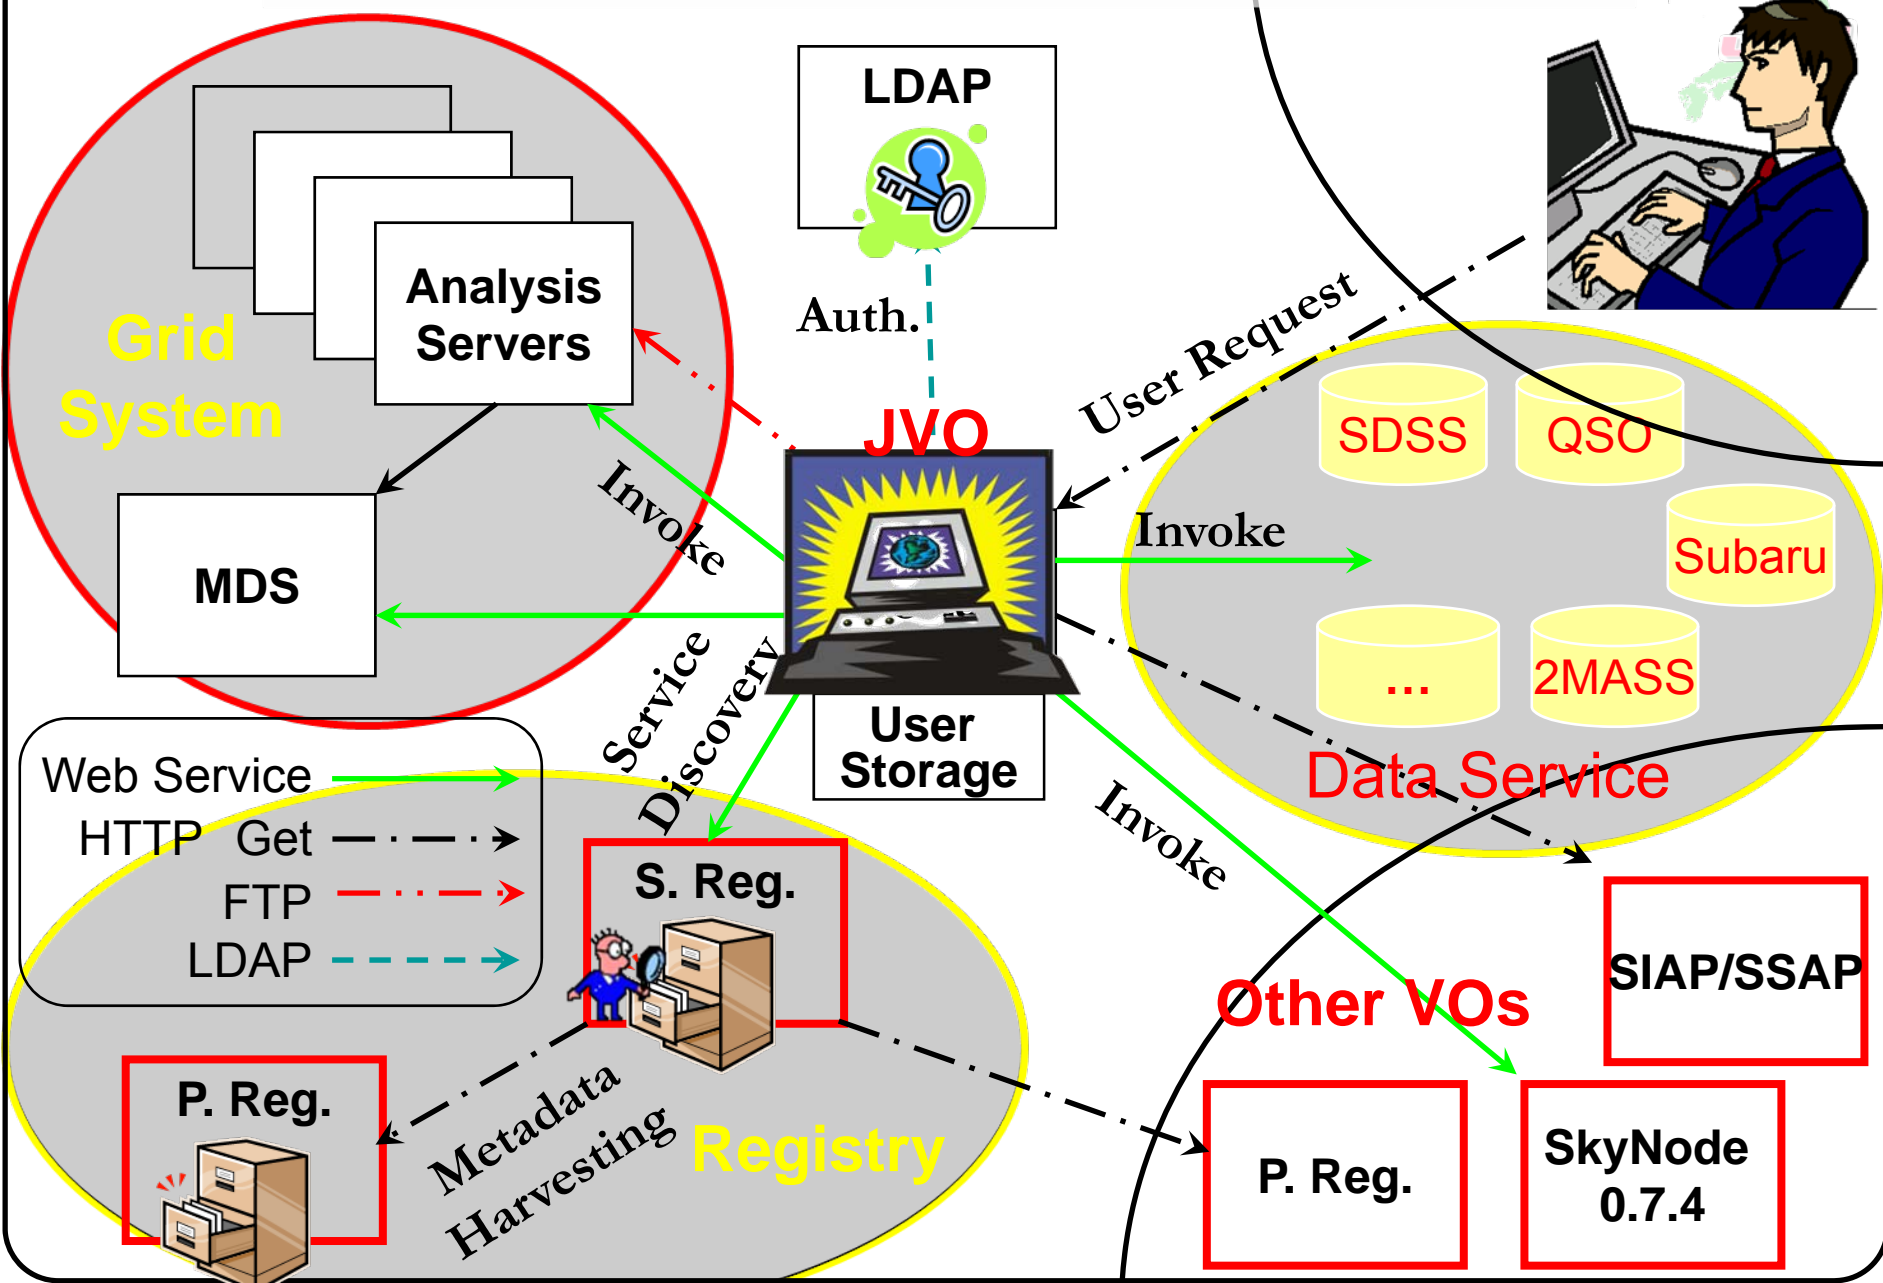 LDAP
Analysis
Servers
Grid
System
Auth.
User Request
JVO
SDSS
QSO
Invoke
Invoke
Subaru
MDS
Service
Discovery
...
2MASS
User
Storage
Data Service
Web Service
HTTP Get
FTP
LDAP
Invoke
S. Reg.
SIAP/SSAP
Other VOs
P. Reg.
Metadata
Harvesting
Registry
P. Reg.
SkyNode
0.7.4